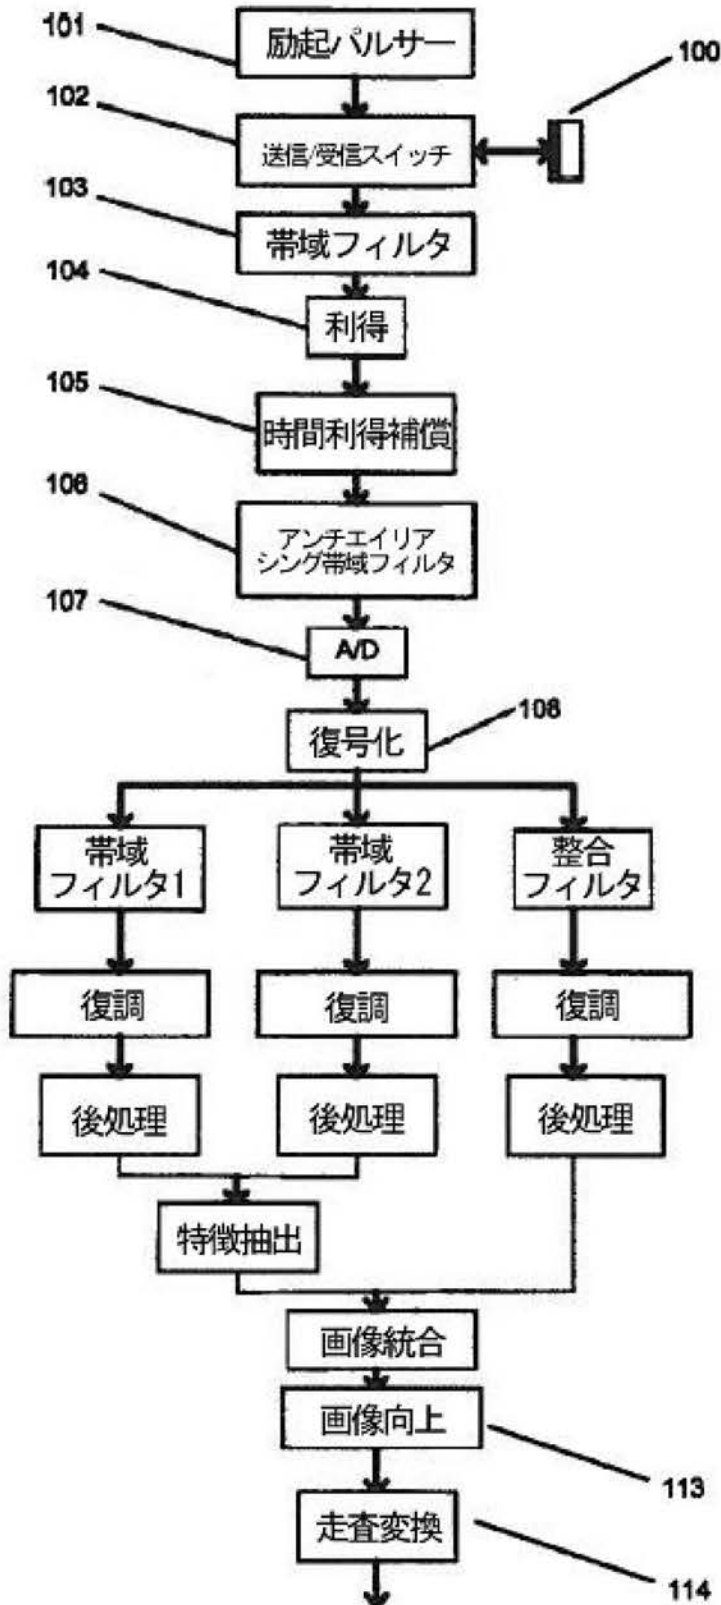 101
励起パルサー
100
102
送信/受信スイッチ
103
帯域フィルタ
104
利得
105
時間利得補償
106
アンチエイリア
シング帯域フィルタ
107
A/D
108
復号化
帯域
フィルタ1
帯域
フィルタ2
整合
フィルタ
復調
復調
復調
後処理
後処理
後処理
特徴抽出
画像統合
画像向上
113
走査変換
114